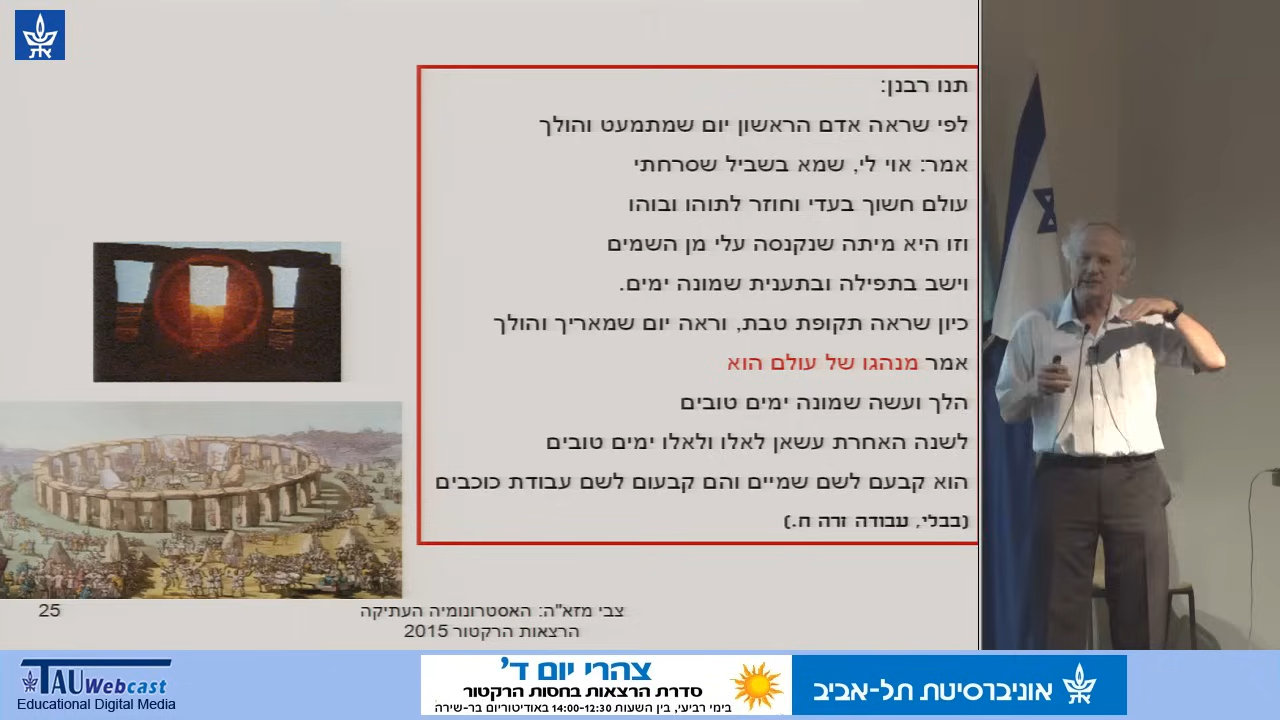 תנו רבנן:
לפי שראה אדם הראשון יום שמתמעט והולך
אמר: אוי לי, שמא בשביל שסרחתי
עולם חשוך בעדי וחוזר לתוהו ובוהו
וזו היא מיתה שנקנסה עלי מן השמים
וישב בתפילה ובתענית שמונה ימים.
כיון שראה תקופת טבת, וראה יום שמאריך והולך
אמר מנהגו של עולם הוא
הלך ועשה שמונה ימים טובים
לשנה האחרת עשאן לאלו ולאלו ימים טובים
הוא קבעם לשם שמיים והם קבעום לשם עבודת כוכבים
(בבלי, עבודה זרה ח.)
צבי מזא"ה: האסטרונומיה העתיקה
הרצאות הרקטור 2015
25
TAU Webcast
Educational Digital Media
צהרי יום ד'
סדרת הרצאות בחסות הרקטור
בימי רביעי, בין השעות 14:00-12:30 באודיטוריום בר-שירה
אוניברסיטת תל-אביב